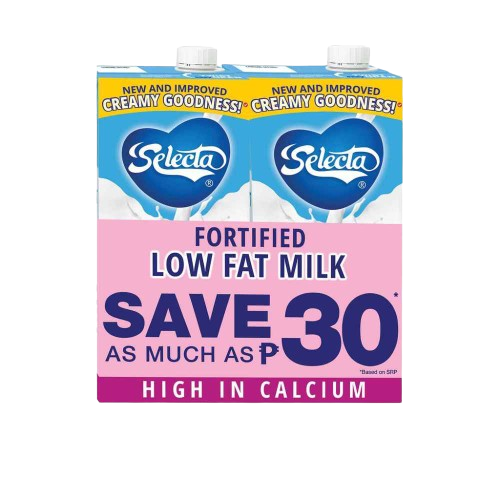 NEW AND IMPROVED
CREAMY GOODNESS!
Selecta
®
NEW AND IMPROVED
CREAMY GOODNESS!
Selecta
®
FORTIFIED
LOW FAT MILK
SAVE
AS MUCH AS ₱30*
*Based on SRP
HIGH IN CALCIUM